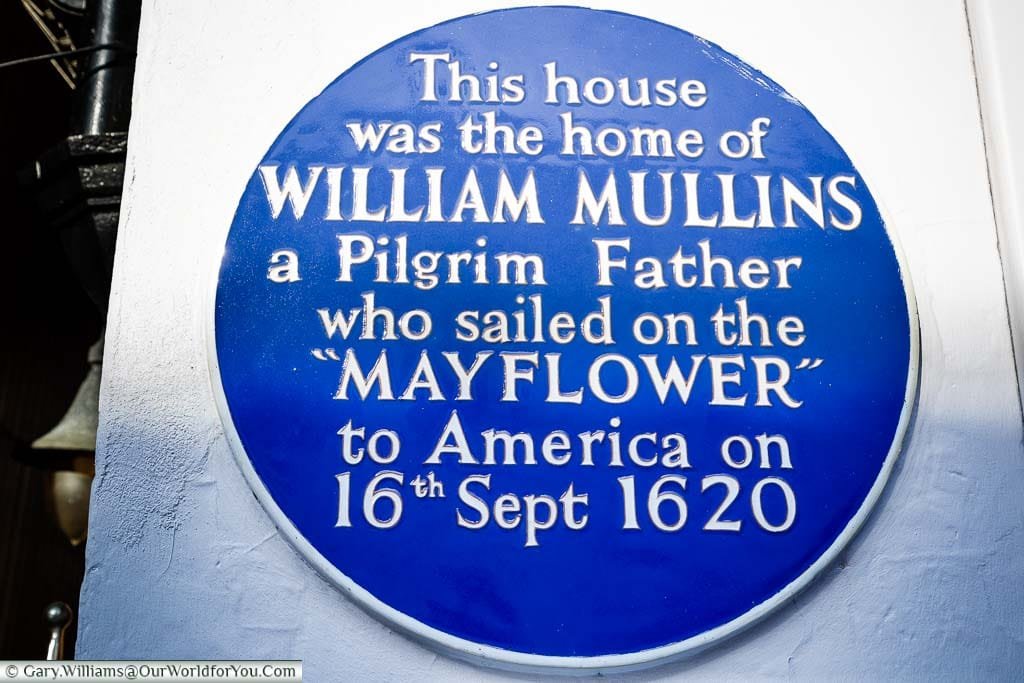 This house
was the home of
WILLIAM MULLINS
a Pilgrim Father
who sailed on the
"MAYFLOWER"
to America on
16th Sept 1620
© Gary.Williams@OurWorldforYou.Com